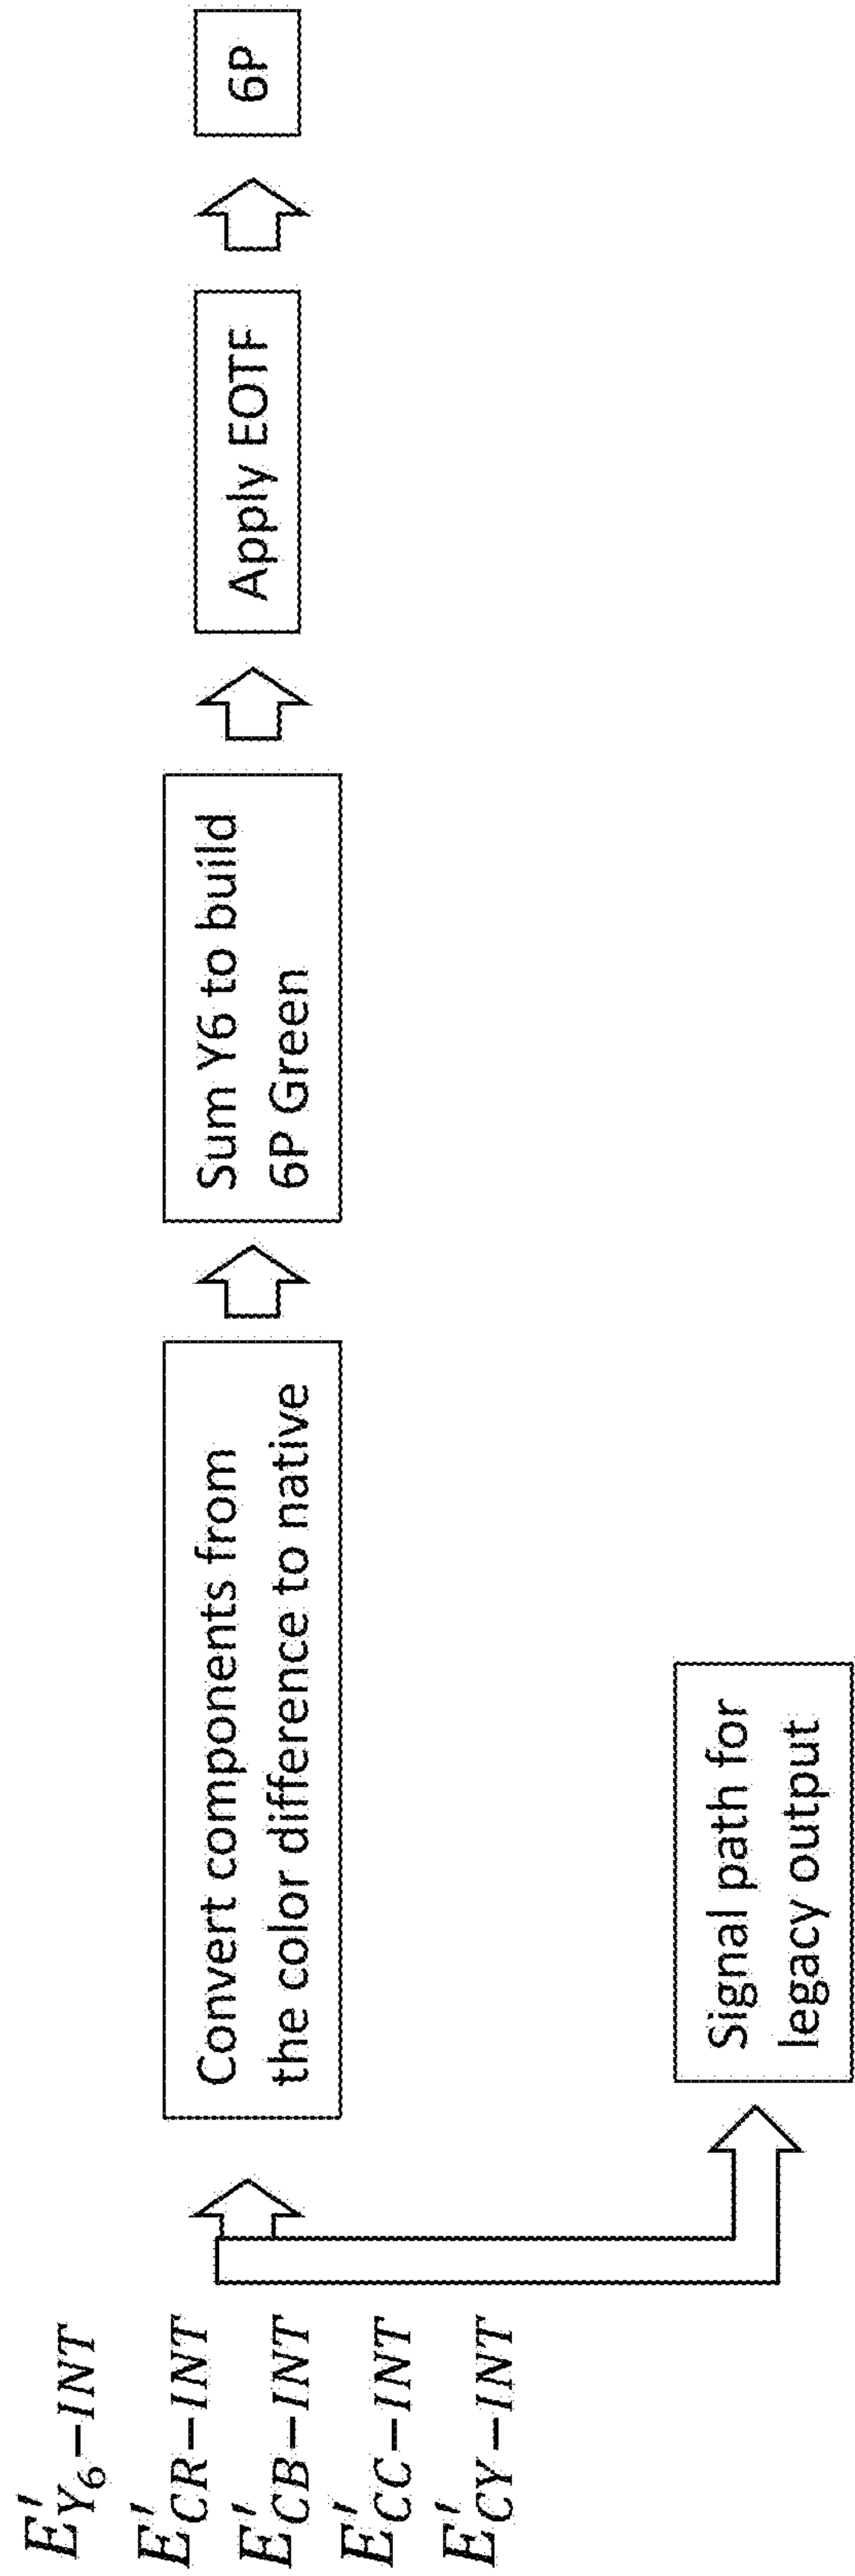 E′Y6−INT
E′CR−INT
E′CB−INT
E′CC−INT
E′CY−INT
Convert components from
the color difference to native
Sum Y6 to build
6P Green
Apply EOTF
6P
Signal path for
legacy output